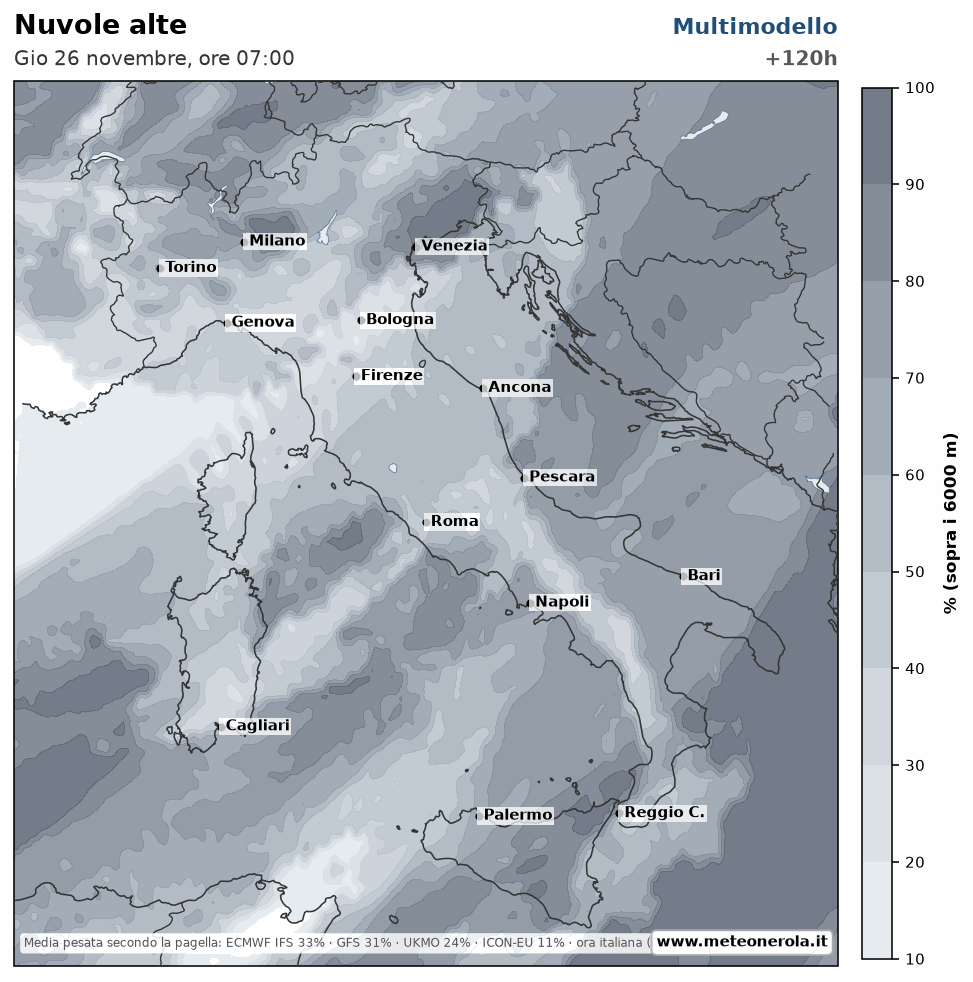 Nuvole alte
Multimodello
Gio 26 novembre, ore 07:00
+120h
100
90
80
70
60
50
40
30
20
10
% (sopra i 6000 m)
Milano
Venezia
Torino
Genova
Bologna
Firenze
Ancona
Pescara
Roma
Bari
Napoli
Cagliari
Palermo
Reggio C.
Media pesata secondo la pagella: ECMWF IFS 33% · GFS 31% · UKMO 24% · ICON-EU 11% · ora italiana (
www.meteonerola.it